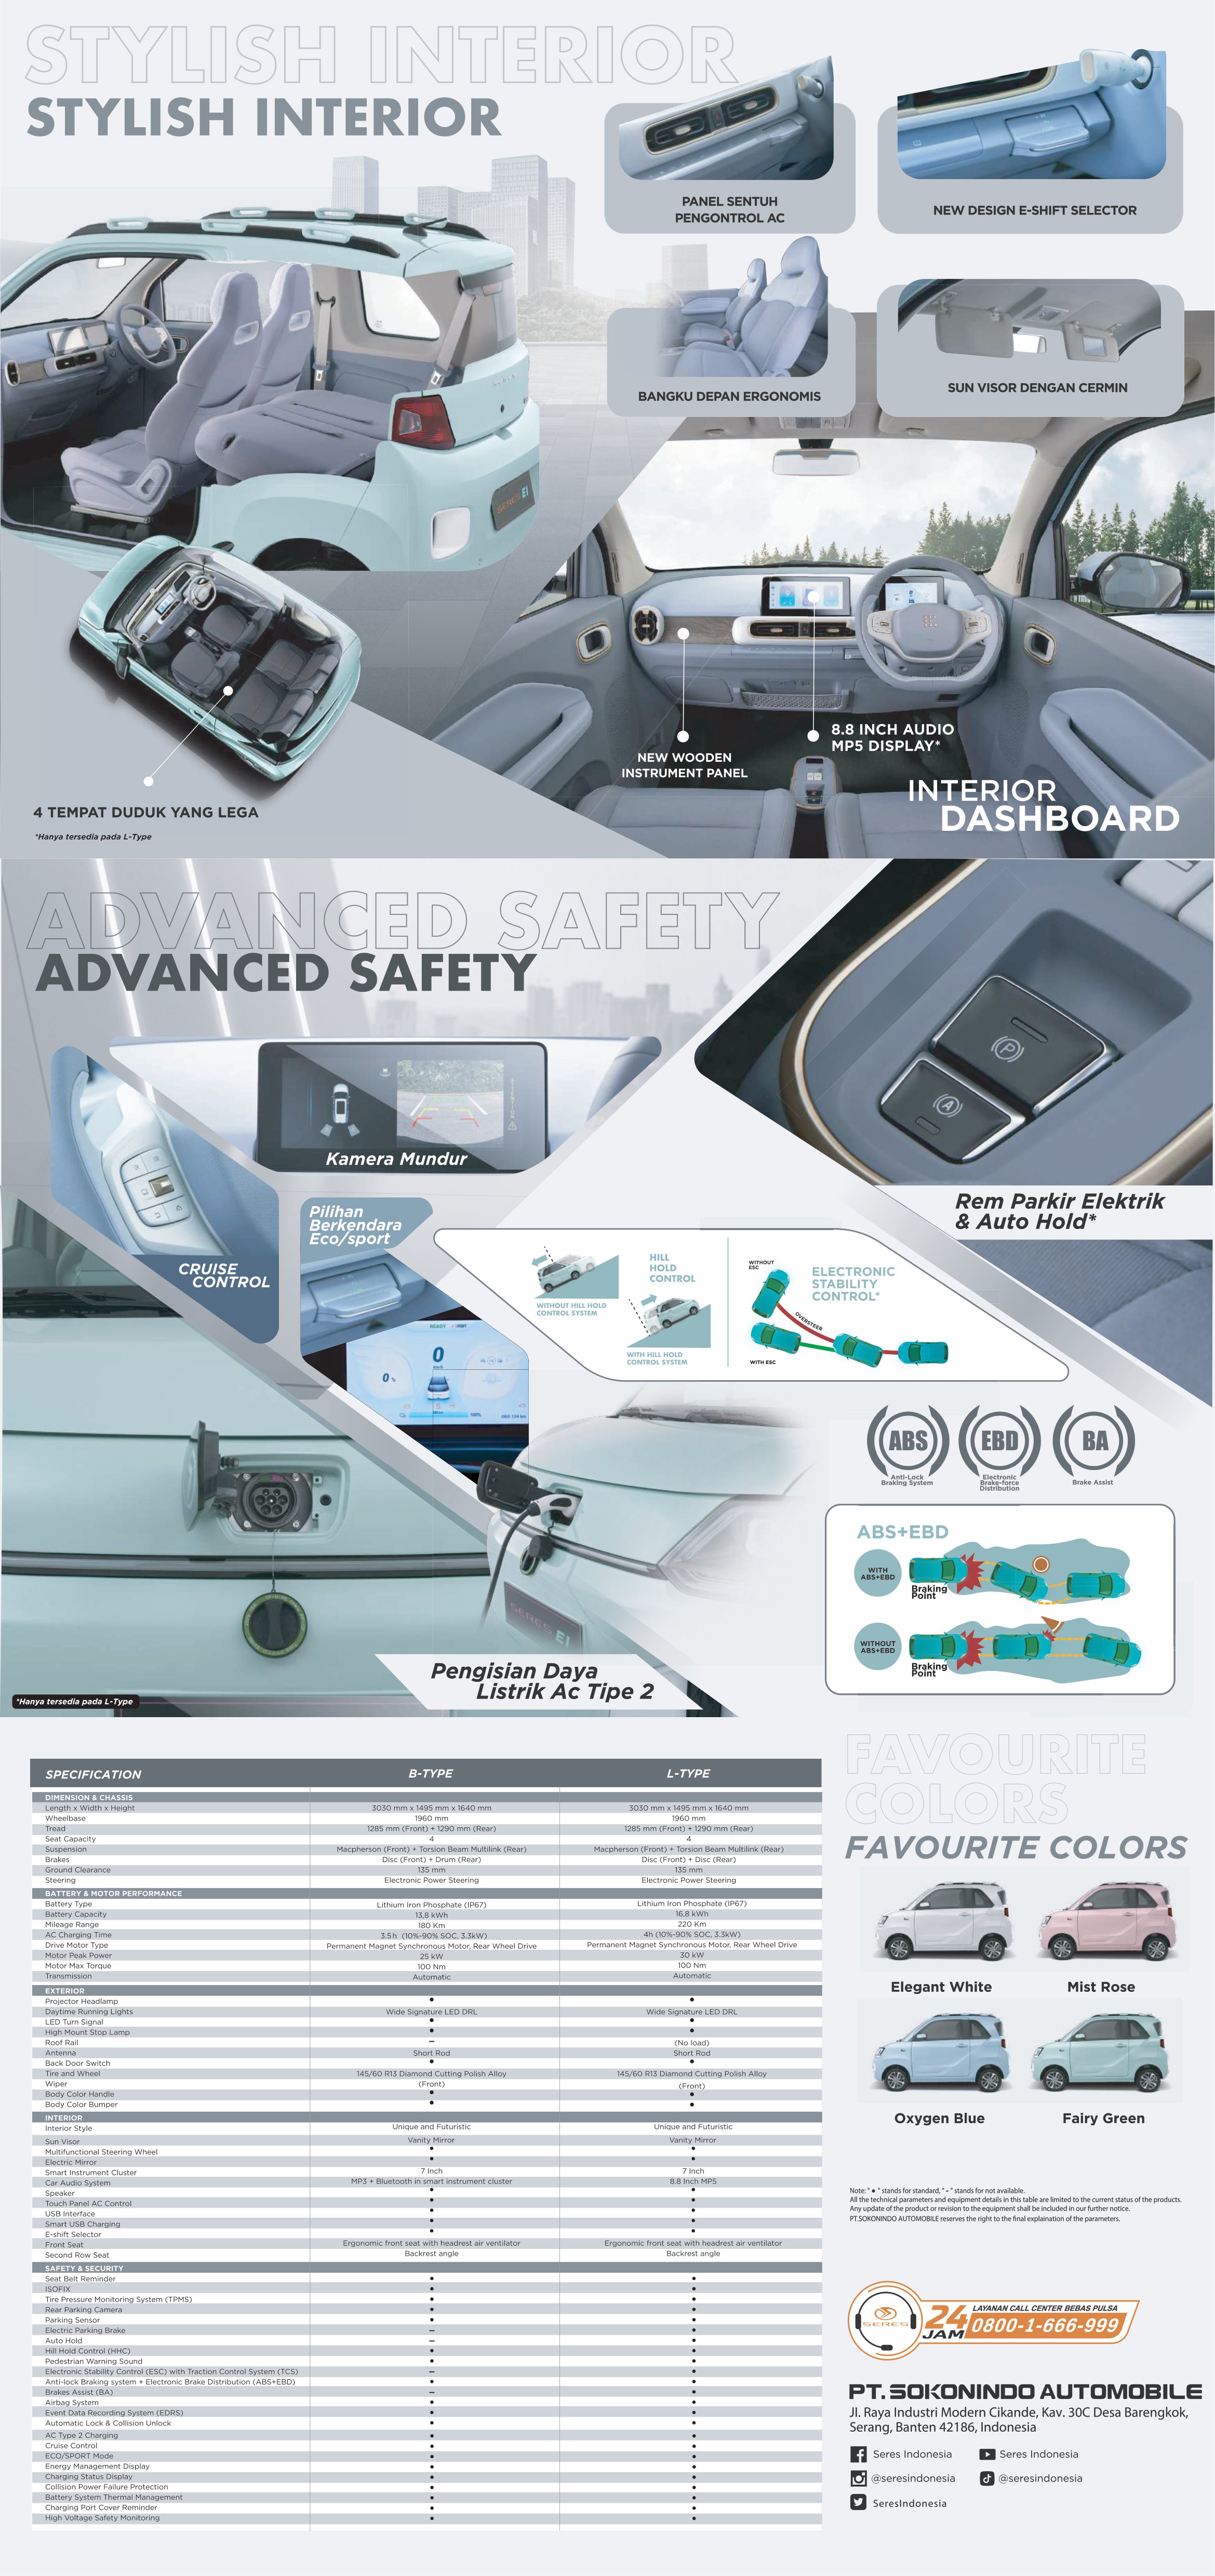 STYLISH INTERIOR
STYLISH INTERIOR
PANEL SENTUH
PENGONTROL AC
NEW DESIGN E-SHIFT SELECTOR
BANGKU DEPAN ERGONOMIS
SUN VISOR DENGAN CERMIN
SERES E1
NEW WOODEN
INSTRUMENT PANEL
8.8 INCH AUDIO
MP5 DISPLAY*
INTERIOR
DASHBOARD
4 TEMPAT DUDUK YANG LEGA
*Hanya tersedia pada L-Type
ADVANCED SAFETY
ADVANCED SAFETY
Kamera Mundur
CRUISE
CONTROL
Pilihan
Berkendara
Eco/sport
Rem Parkir Elektrik
& Auto Hold*
WITHOUT HILL HOLD
CONTROL SYSTEM
HILL
HOLD
CONTROL
WITH HILL HOLD
CONTROL SYSTEM
WITHOUT
ESC
ELECTRONIC
STABILITY
CONTROL*
OVERSTEER
WITH ESC
READY
0
0
ABS
Anti-Lock
Braking System
EBD
Electronic
Brake-force
Distribution
BA
Brake Assist
ABS+EBD
WITH
ABS+EBD
Braking
Point
WITHOUT
ABS+EBD
Braking
Point
SERES E1
Pengisian Daya
Listrik Ac Tipe 2
*Hanya tersedia pada L-Type
SPECIFICATION B-TYPE L-TYPE
DIMENSION & CHASSIS
Length x Width x Height 3030 mm x 1495 mm x 1640 mm 3030 mm x 1495 mm x 1640 mm
Wheelbase 1960 mm 1960 mm
Tread 1285 mm (Front) + 1290 mm (Rear) 1285 mm (Front) + 1290 mm (Rear)
Seat Capacity 4 4
Suspension Macpherson (Front) + Torsion Beam Multilink (Rear) Macpherson (Front) + Torsion Beam Multilink (Rear)
Brakes Disc (Front) + Drum (Rear) Disc (Front) + Disc (Rear)
Ground Clearance 135 mm 135 mm
Steering Electronic Power Steering Electronic Power Steering
BATTERY & MOTOR PERFORMANCE
Battery Type Lithium Iron Phosphate (IP67) Lithium Iron Phosphate (IP67)
Battery Capacity 13,8 kWh 16,8 kWh
Mileage Range 180 Km 220 Km
AC Charging Time 3.5h (10%-90% SOC, 3.3kW) 4h (10%-90% SOC, 3.3kW)
Drive Motor Type Permanent Magnet Synchronous Motor, Rear Wheel Drive Permanent Magnet Synchronous Motor, Rear Wheel Drive
Motor Peak Power 25 kW 30 kW
Motor Max Torque 100 Nm 100 Nm
Transmission Automatic Automatic
EXTERIOR
Projector Headlamp ● ●
Daytime Running Lights Wide Signature LED DRL Wide Signature LED DRL
LED Turn Signal ● ●
High Mount Stop Lamp ● ●
Roof Rail – (No load)
Antenna Short Rod Short Rod
Back Door Switch ● ●
Tire and Wheel 145/60 R13 Diamond Cutting Polish Alloy 145/60 R13 Diamond Cutting Polish Alloy
Wiper (Front) (Front)
Body Color Handle ● ●
Body Color Bumper ● ●
INTERIOR
Interior Style Unique and Futuristic Unique and Futuristic
Sun Visor Vanity Mirror Vanity Mirror
Multifunctional Steering Wheel ● ●
Electric Mirror ● ●
Smart Instrument Cluster 7 Inch 7 Inch
Car Audio System MP3 + Bluetooth in smart instrument cluster 8.8 Inch MP5
Speaker ● ●
Touch Panel AC Control ● ●
USB Interface ● ●
Smart USB Charging ● ●
E-shift Selector ● ●
Front Seat Ergonomic front seat with headrest air ventilator Ergonomic front seat with headrest air ventilator
Second Row Seat Backrest angle Backrest angle
SAFETY & SECURITY
Seat Belt Reminder ● ●
ISOFIX ● ●
Tire Pressure Monitoring System (TPMS) ● ●
Rear Parking Camera ● ●
Parking Sensor ● ●
Electric Parking Brake – ●
Auto Hold – ●
Hill Hold Control (HHC) ● ●
Pedestrian Warning Sound ● ●
Electronic Stability Control (ESC) with Traction Control System (TCS) – ●
Anti-lock Braking system + Electronic Brake Distribution (ABS+EBD) ● ●
Brakes Assist (BA) – ●
Airbag System ● ●
Event Data Recording System (EDRS) ● ●
Automatic Lock & Collision Unlock ● ●
AC Type 2 Charging ● ●
Cruise Control ● ●
ECO/SPORT Mode ● ●
Energy Management Display ● ●
Charging Status Display ● ●
Collision Power Failure Protection ● ●
Battery System Thermal Management ● ●
Charging Port Cover Reminder ● ●
High Voltage Safety Monitoring ● ●
FAVOURITE
COLORS
FAVOURITE COLORS
Elegant White
Mist Rose
Oxygen Blue
Fairy Green
Note: " ● " stands for standard, " - " stands for not available.
All the technical parameters and equipment details in this table are limited to the current status of the products.
Any update of the product or revision to the equipment shall be included in our further notice.
PT.SOKONINDO AUTOMOBILE reserves the right to the final explaination of the parameters.
SERES
24
JAM
LAYANAN CALL CENTER BEBAS PULSA
0800-1-666-999
PT. SOKONINDO AUTOMOBILE
Jl. Raya Industri Modern Cikande, Kav. 30C Desa Barengkok,
Serang, Banten 42186, Indonesia
Seres Indonesia
Seres Indonesia
@seresindonesia
@seresindonesia
SeresIndonesia